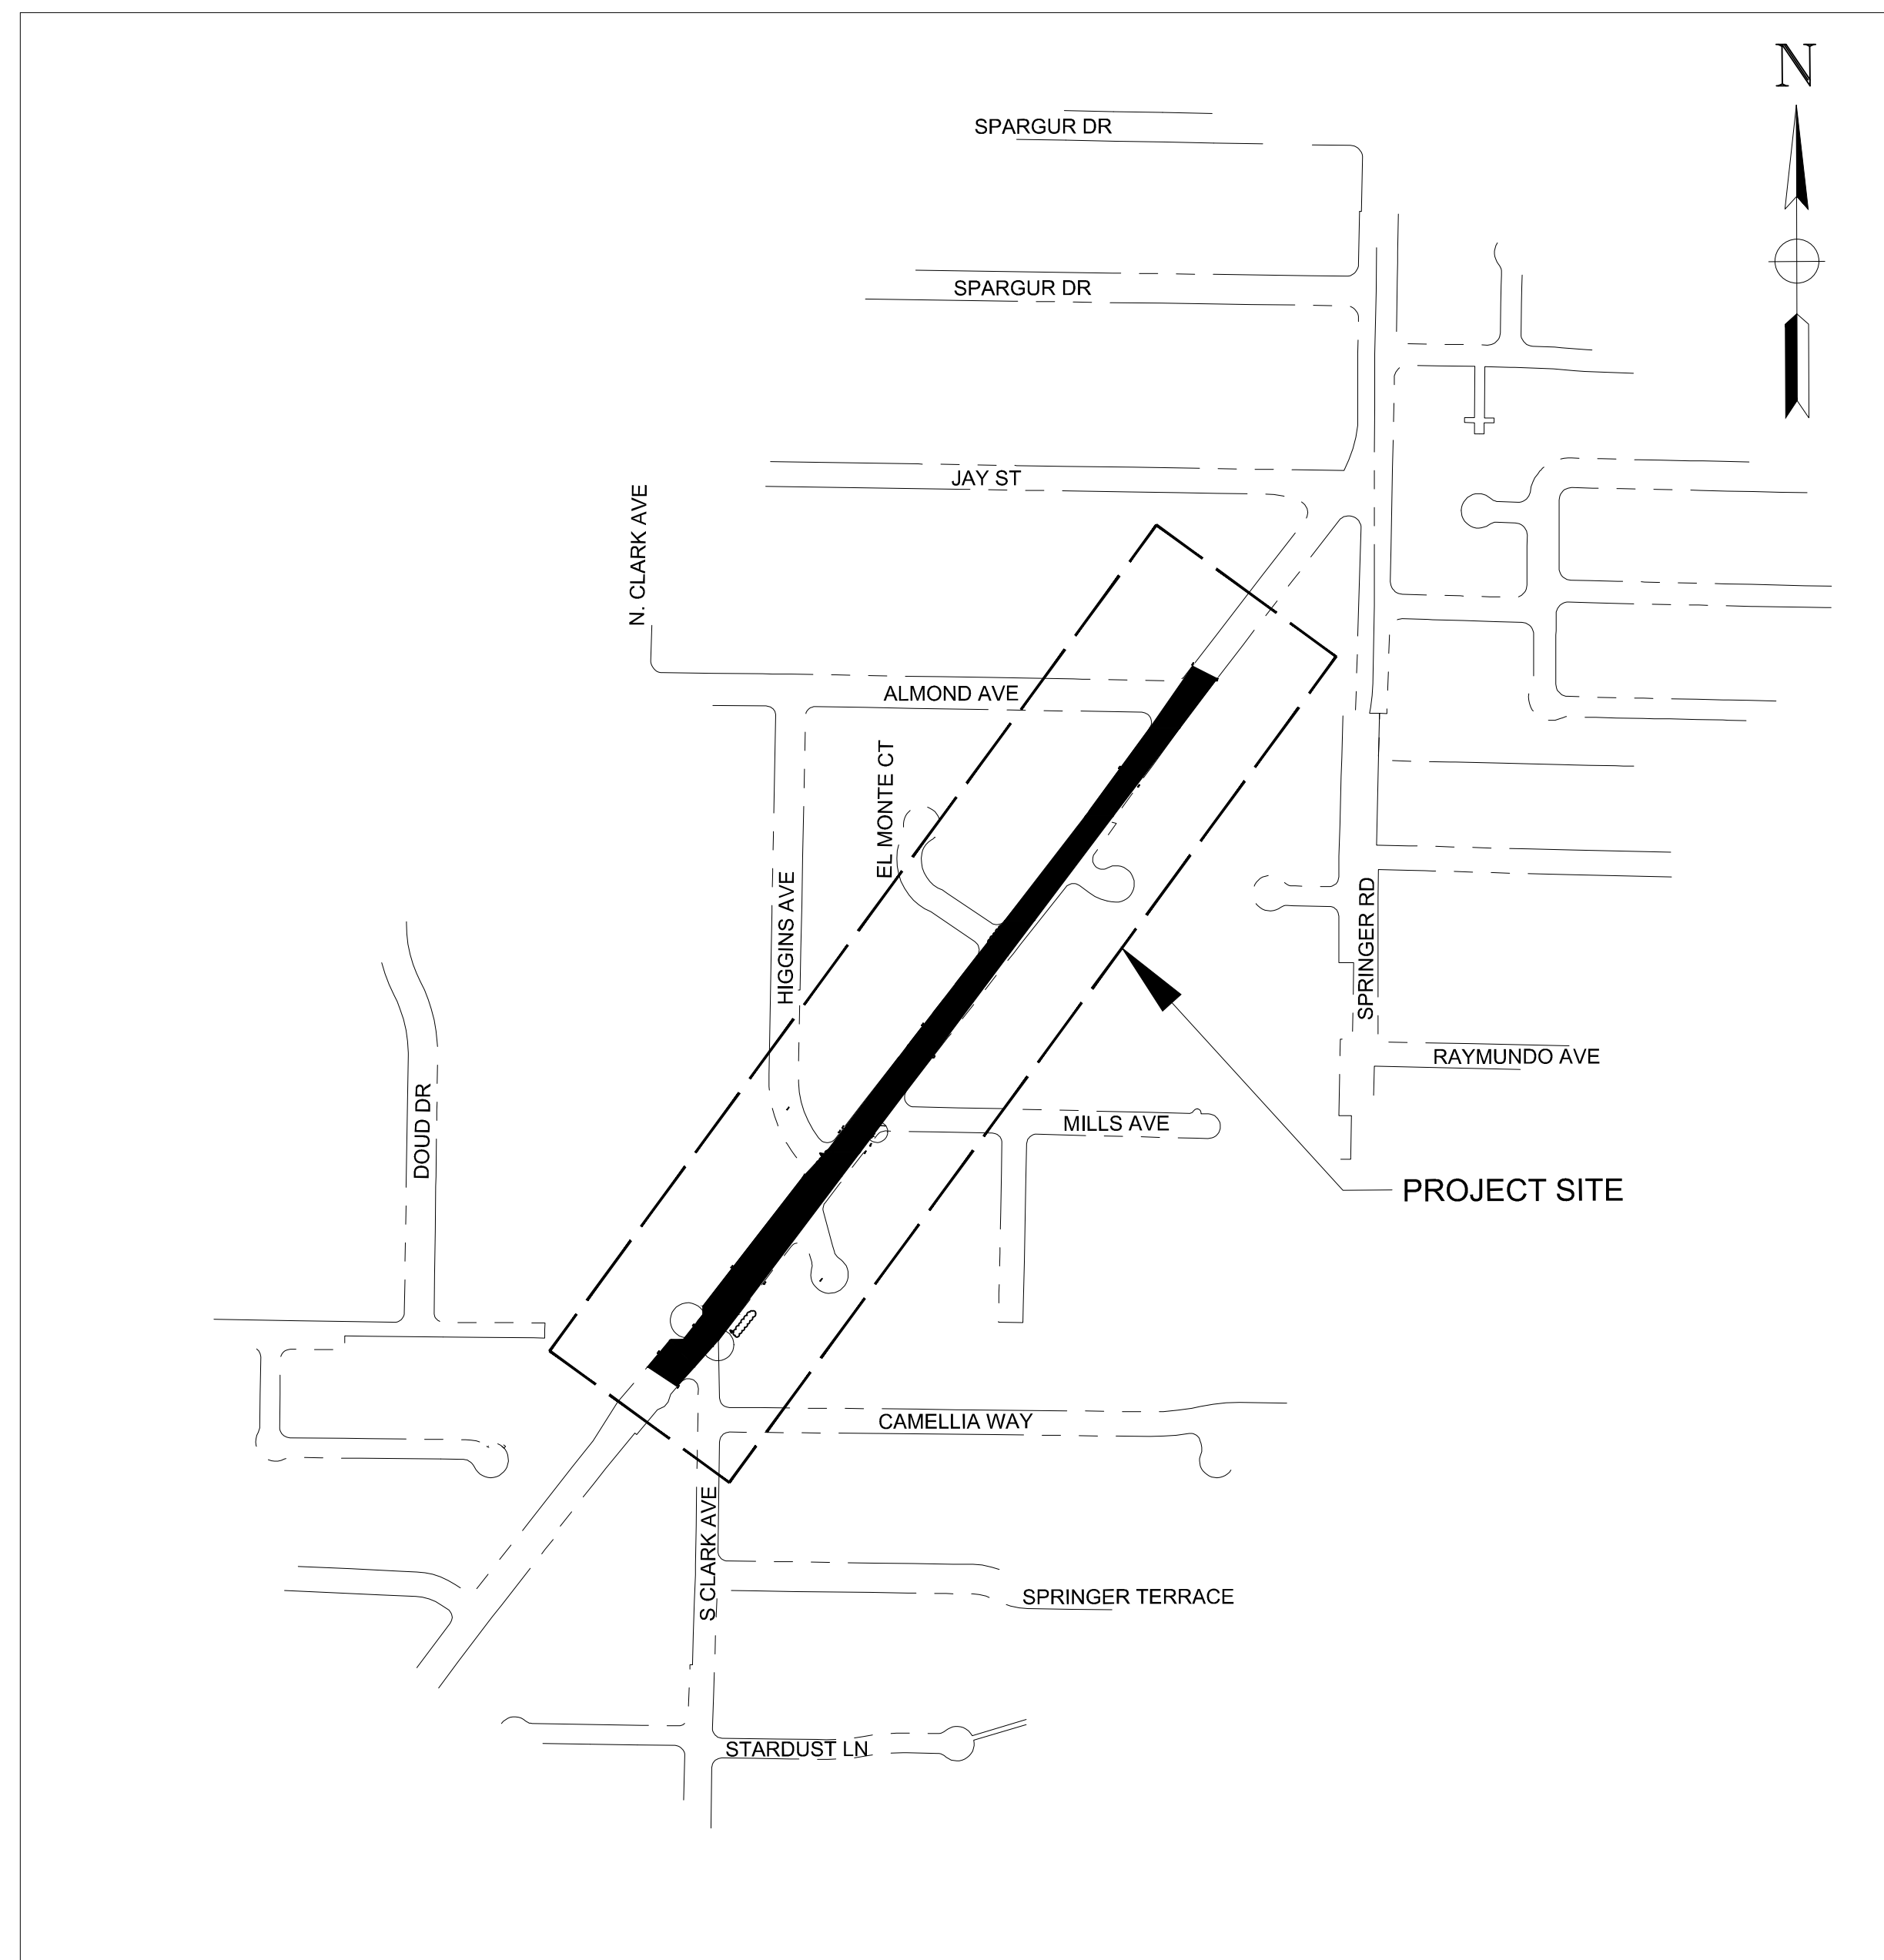 N
SPARGUR DR
SPARGUR DR
JAY ST
N. CLARK AVE
ALMOND AVE
EL MONTE CT
HIGGINS AVE
SPRINGER RD
RAYMUNDO AVE
DOUD DR
MILLS AVE
PROJECT SITE
CAMELLIA WAY
S CLARK AVE
SPRINGER TERRACE
STARDUST LN